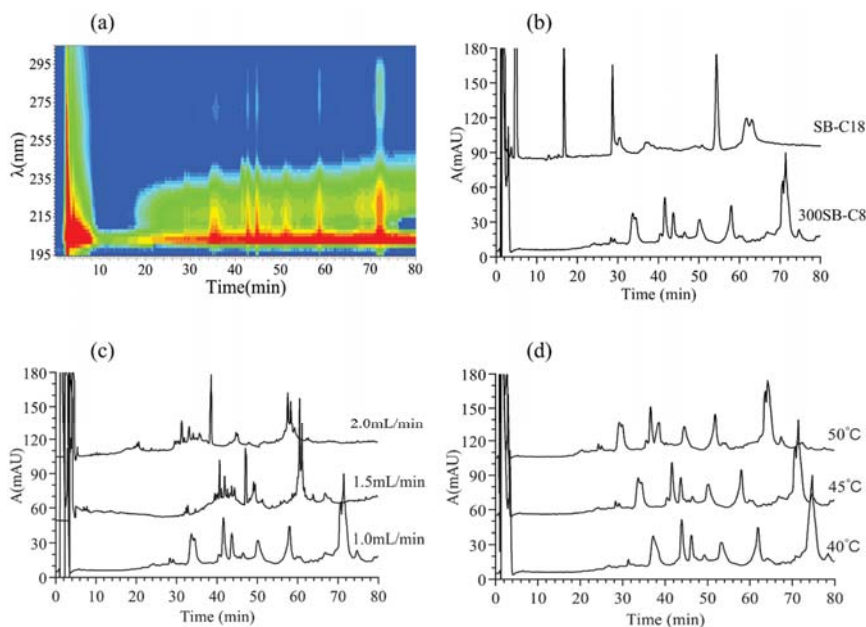 (a)
295
275
255
235
215
195
λ(nm)
10 20 30 40 50 60 70 80
Time(min)
(b)
180
150
120
90
60
30
0
A(mAU)
SB-C18
300SB-C8
0 10 20 30 40 50 60 70 80
Time (min)
(c)
180
150
120
90
60
30
0
A(mAU)
2.0mL/min
1.5mL/min
1.0mL/min
0 10 20 30 40 50 60 70 80
Time (min)
(d)
180
150
120
90
60
30
0
A(mAU)
50℃
45℃
40℃
0 10 20 30 40 50 60 70 80
Time (min)